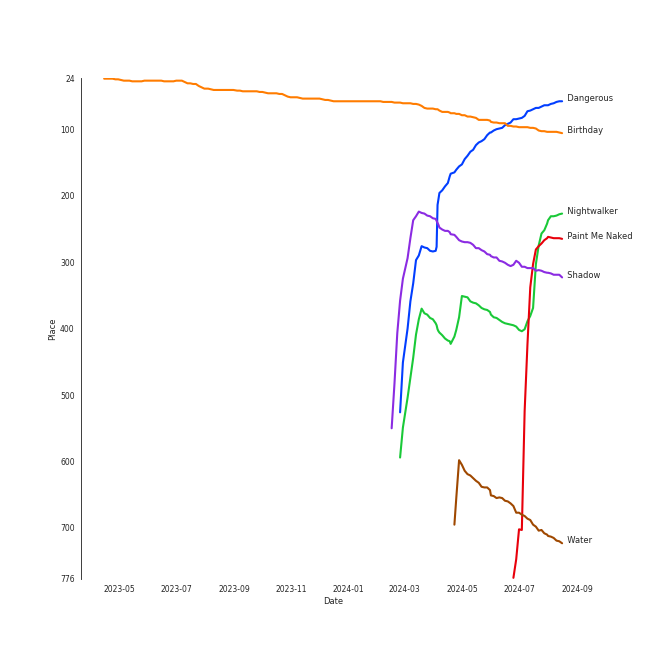 24
100
200
300
400
500
600
700
776
Place
Dangerous
Birthday
Nightwalker
Paint Me Naked
Shadow
Water
2023-05 2023-07 2023-09 2023-11 2024-01 2024-03 2024-05 2024-07 2024-09
Date